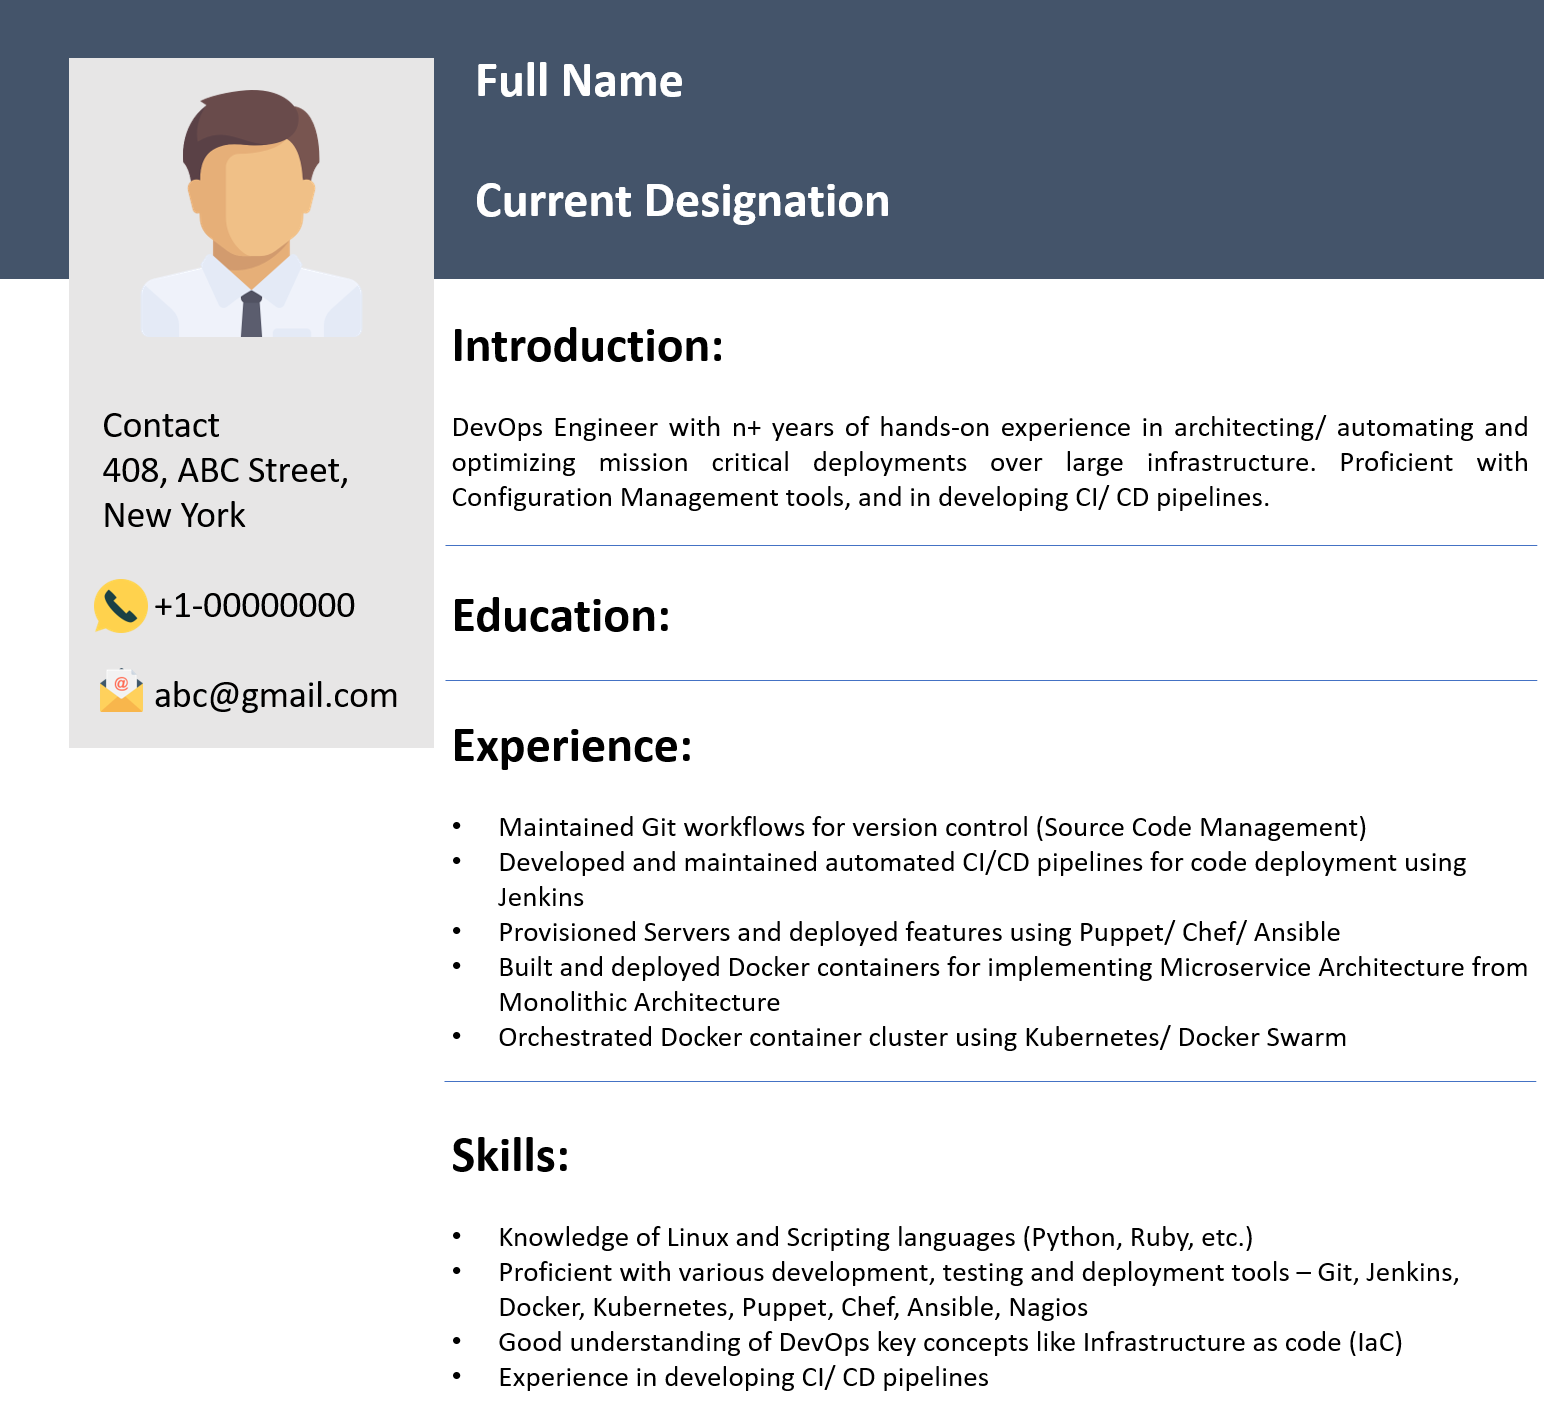 Full Name
Current Designation
Contact
408, ABC Street,
New York
+1-00000000
@
abc@gmail.com
Introduction:
DevOps Engineer with n+ years of hands-on experience in architecting/ automating and
optimizing mission critical deployments over large infrastructure. Proficient with
Configuration Management tools, and in developing CI/ CD pipelines.
Education:
Experience:
• Maintained Git workflows for version control (Source Code Management)
• Developed and maintained automated CI/CD pipelines for code deployment using
Jenkins
• Provisioned Servers and deployed features using Puppet/ Chef/ Ansible
• Built and deployed Docker containers for implementing Microservice Architecture from
Monolithic Architecture
• Orchestrated Docker container cluster using Kubernetes/ Docker Swarm
Skills:
• Knowledge of Linux and Scripting languages (Python, Ruby, etc.)
• Proficient with various development, testing and deployment tools – Git, Jenkins,
Docker, Kubernetes, Puppet, Chef, Ansible, Nagios
• Good understanding of DevOps key concepts like Infrastructure as code (IaC)
• Experience in developing CI/ CD pipelines